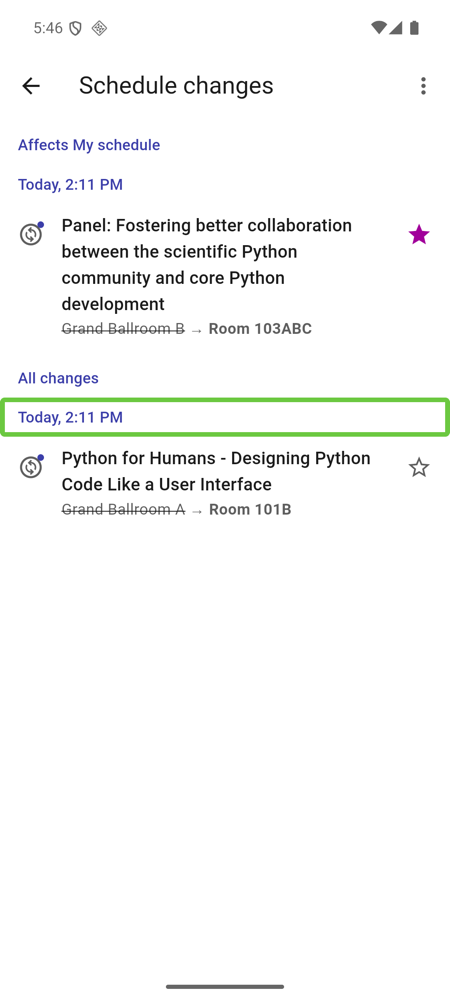 5:46
Schedule changes
Affects My schedule
Today, 2:11 PM
Panel: Fostering better collaboration
between the scientific Python
community and core Python
development
Grand Ballroom B → Room 103ABC
All changes
Today, 2:11 PM
Python for Humans - Designing Python
Code Like a User Interface
Grand Ballroom A → Room 101B